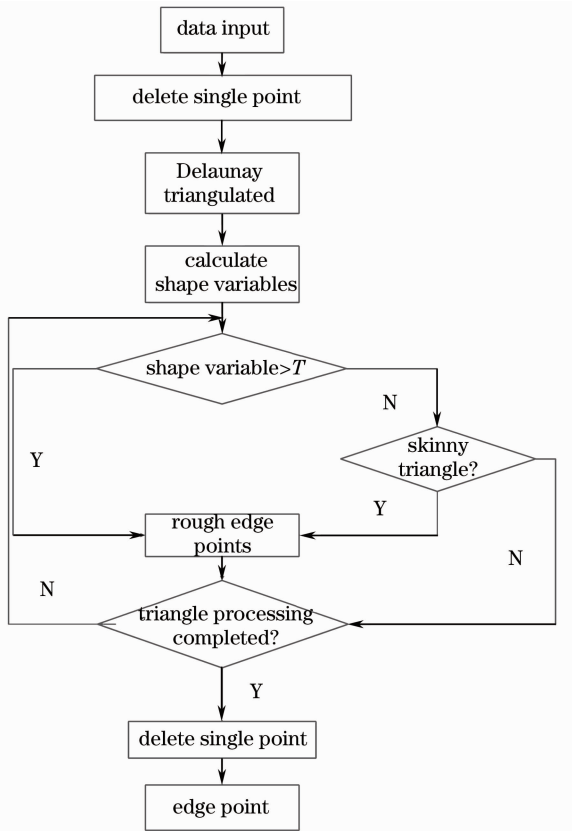 data input
delete single point
Delaunay
triangulated
calculate
shape variables
shape variable>T
N
skinny
triangle?
Y
Y
rough edge
points
N
N
triangle processing
completed?
Y
delete single point
edge point